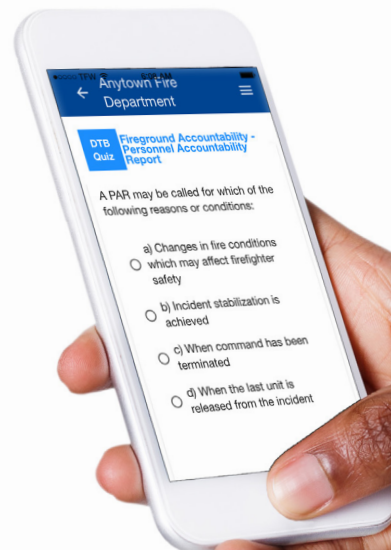 TFW
Anytown Fire
Department
DTB
Quiz
Fireground Accountability -
Personnel Accountability
Report
A PAR may be called for which of the
following reasons or conditions:
a) Changes in fire conditions
which may affect firefighter
safety
b) Incident stabilization is
achieved
c) When command has been
terminated
d) When the last unit is
released from the incident